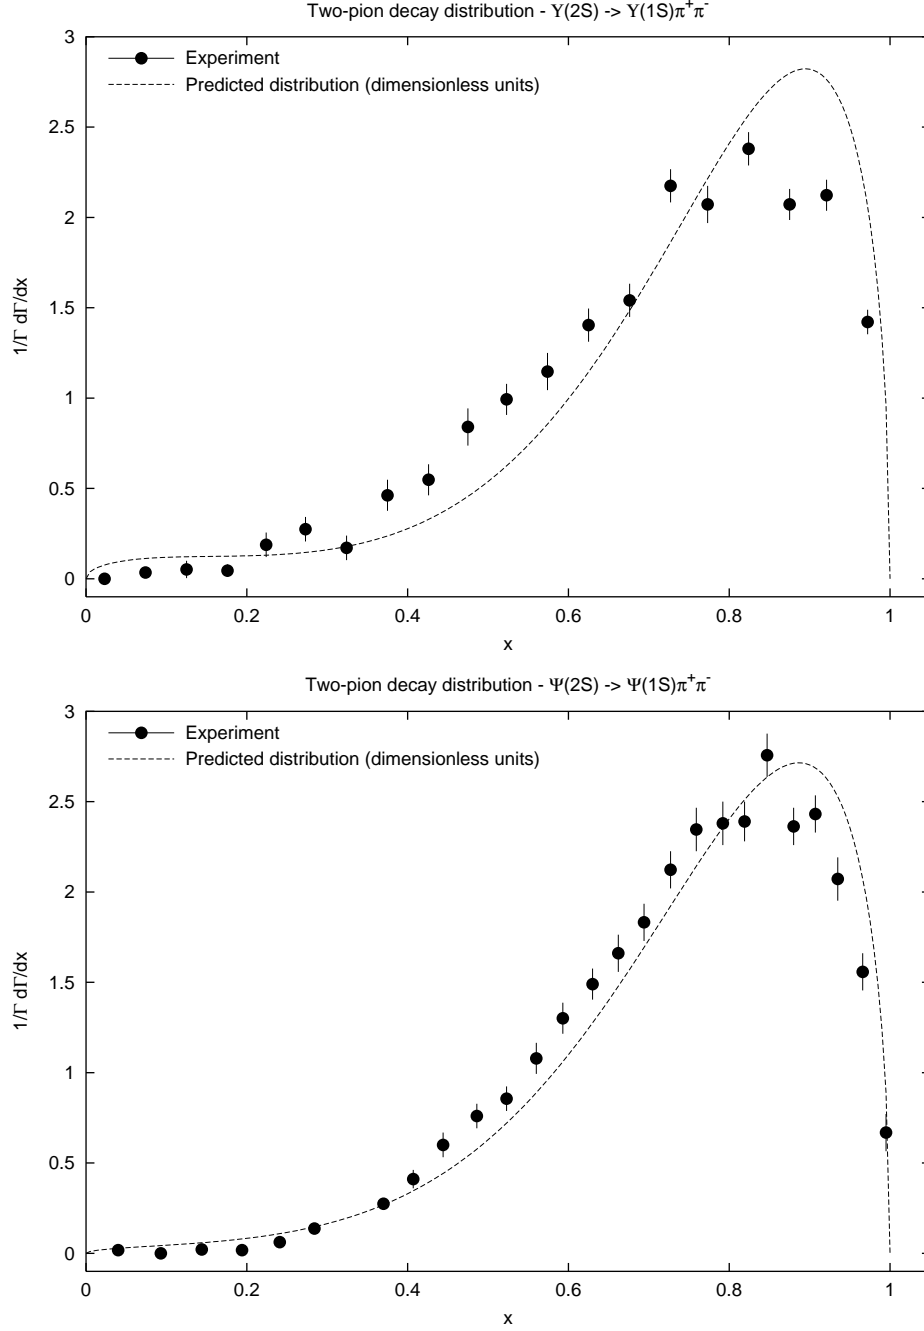 Two-pion decay distribution - ϒ(2S) -> ϒ(1S)π⁺π⁻
3
Experiment
Predicted distribution (dimensionless units)
2.5
2
1.5
1
0.5
0
1/Γ dΓ/dx
0 0.2 0.4 0.6 0.8 1
x
Two-pion decay distribution - Ψ(2S) -> Ψ(1S)π⁺π⁻
3
Experiment
Predicted distribution (dimensionless units)
2.5
2
1.5
1
0.5
0
1/Γ dΓ/dx
0 0.2 0.4 0.6 0.8 1
x